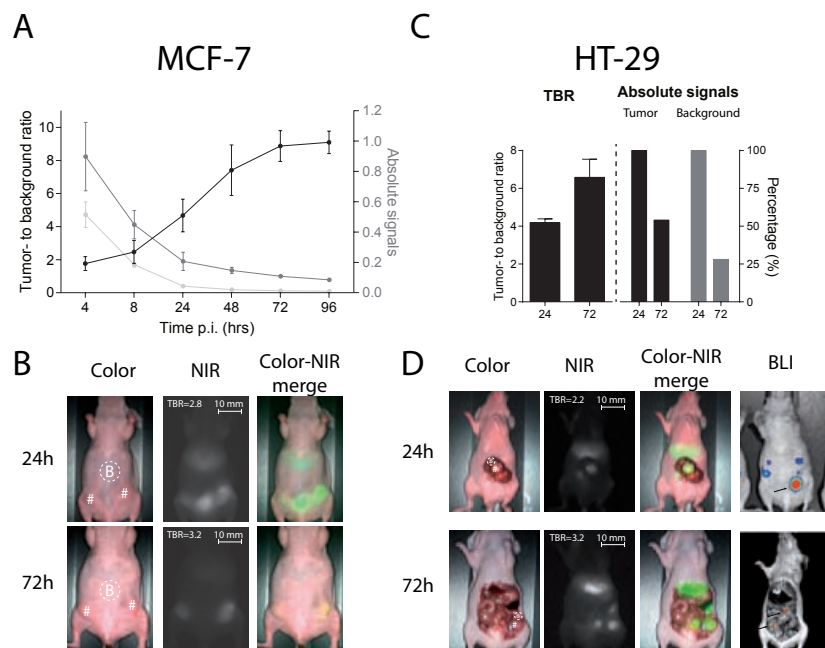 A
MCF-7
Tumor- to background ratio
10
8
6
4
2
0
1.2
1.0
0.8
0.6
0.4
0.2
0.0
Absolute signals
4 8 24 48 72 96
Time p.i. (hrs)
C
HT-29
TBR
Absolute signals
Tumor Background
Tumor- to background ratio
8
6
4
2
0
100
75
50
25
0
Percentage (%)
24 72 24 72 24 72
B
Color NIR Color-NIR
merge
24h
B
# #
TBR=2.8 10 mm
72h
B
# #
TBR=3.2 10 mm
D
Color NIR Color-NIR
merge
BLI
24h
TBR=2.2 10 mm
72h
#
TBR=3.2 10 mm